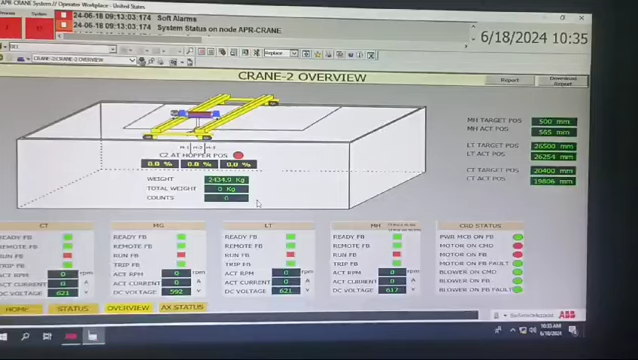 APR-CRANE System // Operator Workplace - United States
24-06-18 09:13:03:174 Soft Alarms
24-06-18 09:13:03:174 System Status on node APR-CRANE
6/18/2024 10:35
Replace
CRANE-2 OVERVIEW
Report
Download
C2 AT HOPPER POS
0.0 % 0.0 % 0.0 %
WEIGHT 2434.9 Kg
TOTAL WEIGHT 0 Kg
COUNTS 0
MH TARGET POS 500 mm
MH ACT POS 565 mm
LT TARGET POS 26500 mm
LT ACT POS 26254 mm
CT TARGET POS 20400 mm
CT ACT POS 19806 mm
CT
READY FB
REMOTE FB
RUN FB
TRIP FB
ACT RPM 0 rpm
ACT CURRENT 0 A
DC VOLTAGE 621 V
MG
READY FB
REMOTE FB
RUN FB
TRIP FB
ACT RPM 0 rpm
ACT CURRENT 0 A
DC VOLTAGE 592 V
LT
READY FB
REMOTE FB
RUN FB
TRIP FB
ACT RPM 0 rpm
ACT CURRENT 0 A
DC VOLTAGE 621 V
MH
READY FB
REMOTE FB
RUN FB
TRIP FB
ACT RPM 0 rpm
ACT CURRENT 0 A
DC VOLTAGE 617 V
CRD STATUS
PWR MCB ON FB
MOTOR ON CMD
MOTOR ON FB
MOTOR ON FB FAULT
BLOWER ON CMD
BLOWER ON FB
BLOWER ON FB FAULT
HOME STATUS OVERVIEW AX STATUS
ABB
10:35 AM